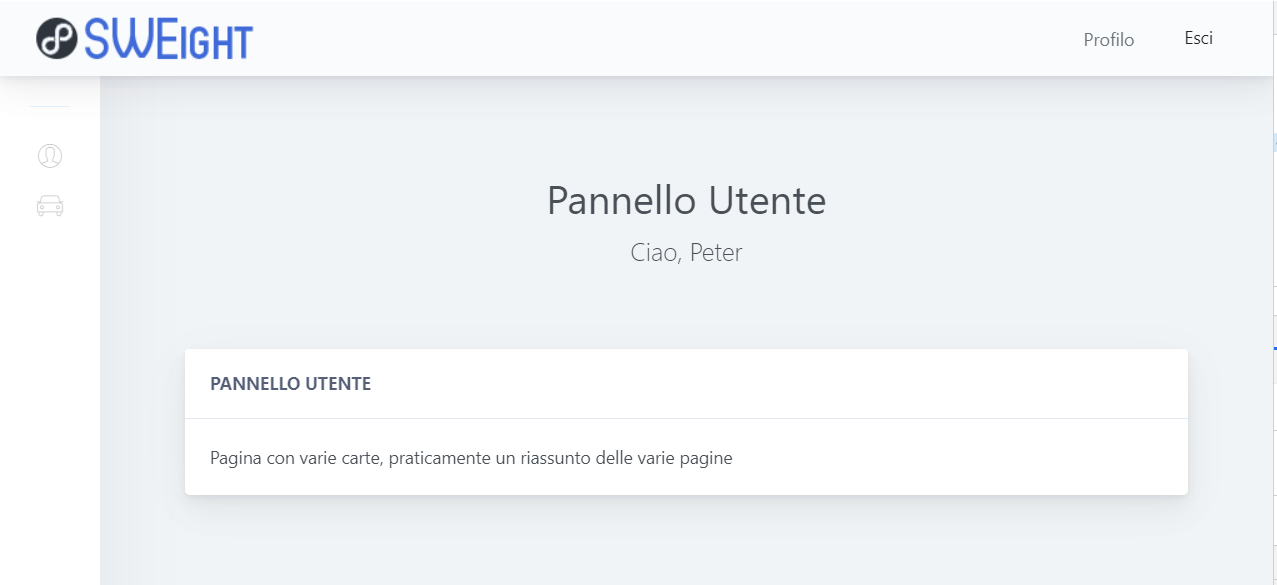 SWEIGHT
Profilo
Esci
Pannello Utente
Ciao, Peter
PANNELLO UTENTE
Pagina con varie carte, praticamente un riassunto delle varie pagine